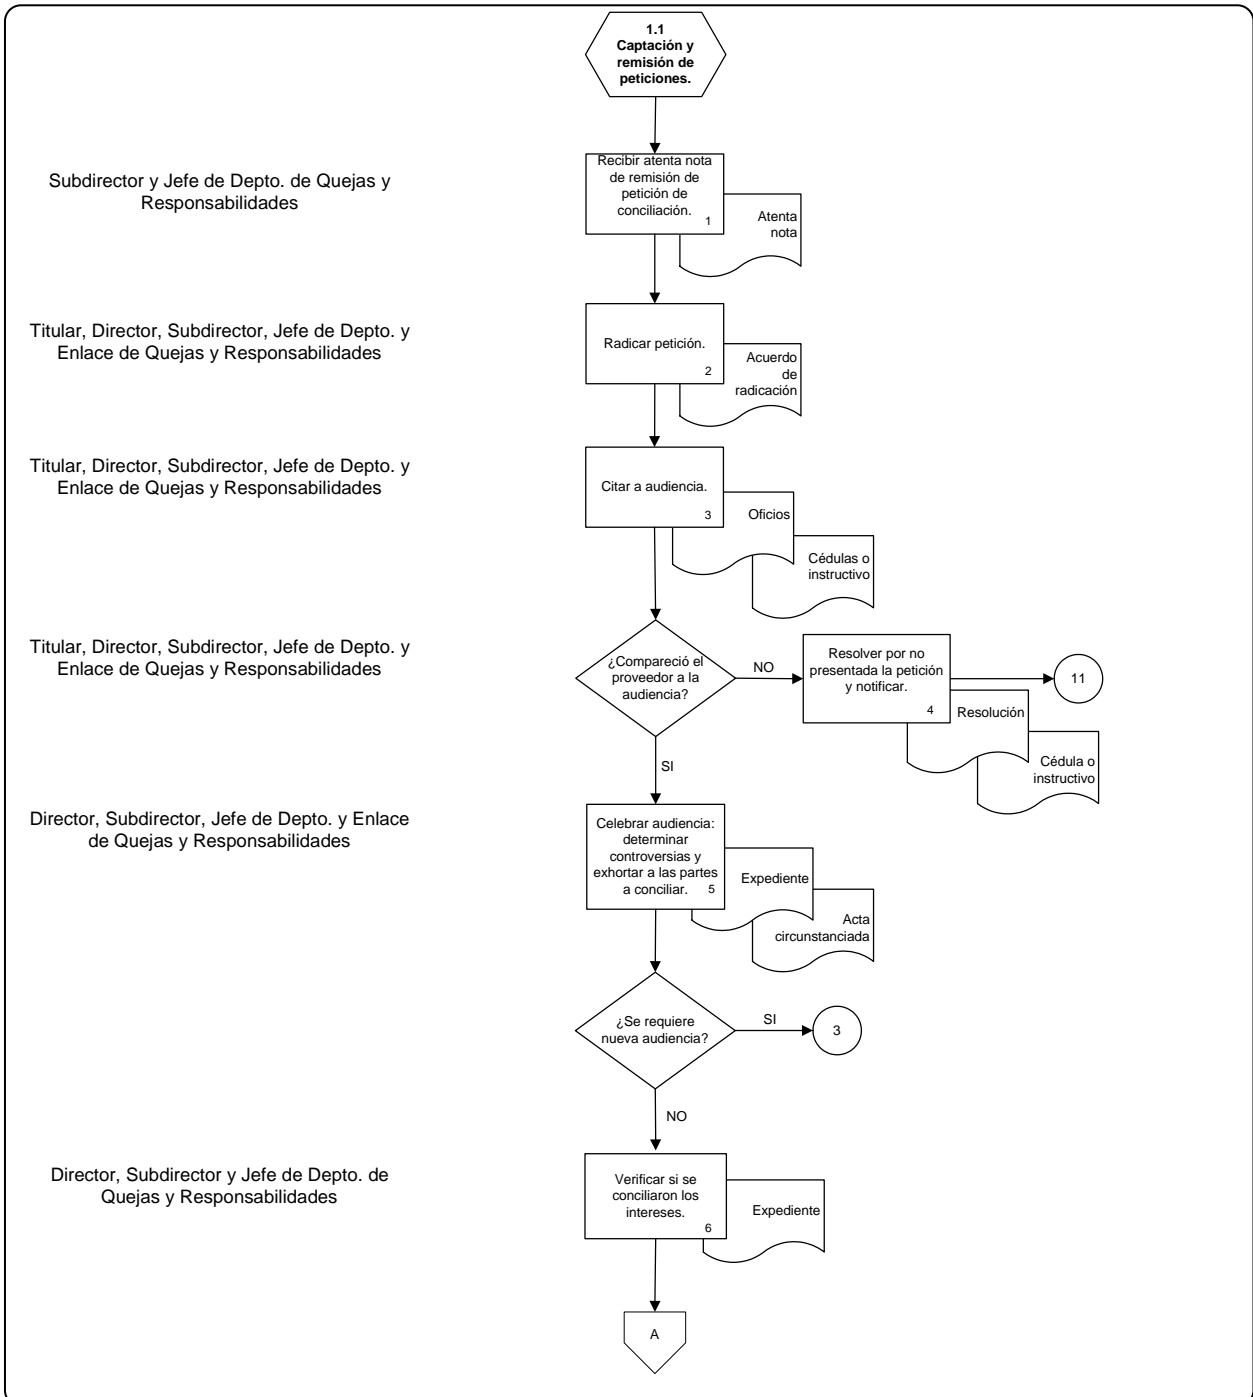 1.1
Captación y
remisión de
peticiones.
Subdirector y Jefe de Depto. de Quejas y
Responsabilidades
Recibir atenta nota
de remisión de
petición de
conciliación.
1
Atenta
nota
Titular, Director, Subdirector, Jefe de Depto. y
Enlace de Quejas y Responsabilidades
Radicar petición.
2
Acuerdo
de
radicación
Titular, Director, Subdirector, Jefe de Depto. y
Enlace de Quejas y Responsabilidades
Citar a audiencia.
3
Oficios
Cédulas o
instructivo
Titular, Director, Subdirector, Jefe de Depto. y
Enlace de Quejas y Responsabilidades
¿Compareció el
proveedor a la
audiencia?
NO
Resolver por no
presentada la petición
y notificar.
4
11
Resolución
Cédula o
instructivo
SI
Director, Subdirector, Jefe de Depto. y Enlace
de Quejas y Responsabilidades
Celebrar audiencia:
determinar
controversias y
exhortar a las partes
a conciliar.
5
Expediente
Acta
circunstanciada
¿Se requiere
nueva audiencia?
SI
3
NO
Director, Subdirector y Jefe de Depto. de
Quejas y Responsabilidades
Verificar si se
conciliaron los
intereses.
6
Expediente
A